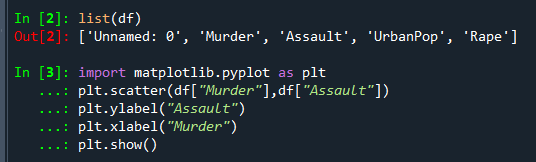 In [2]: list(df)
Out[2]: ['Unnamed: 0', 'Murder', 'Assault', 'UrbanPop', 'Rape']
In [3]: import matplotlib.pyplot as plt
...: plt.scatter(df["Murder"],df["Assault"])
...: plt.ylabel("Assault")
...: plt.xlabel("Murder")
...: plt.show()